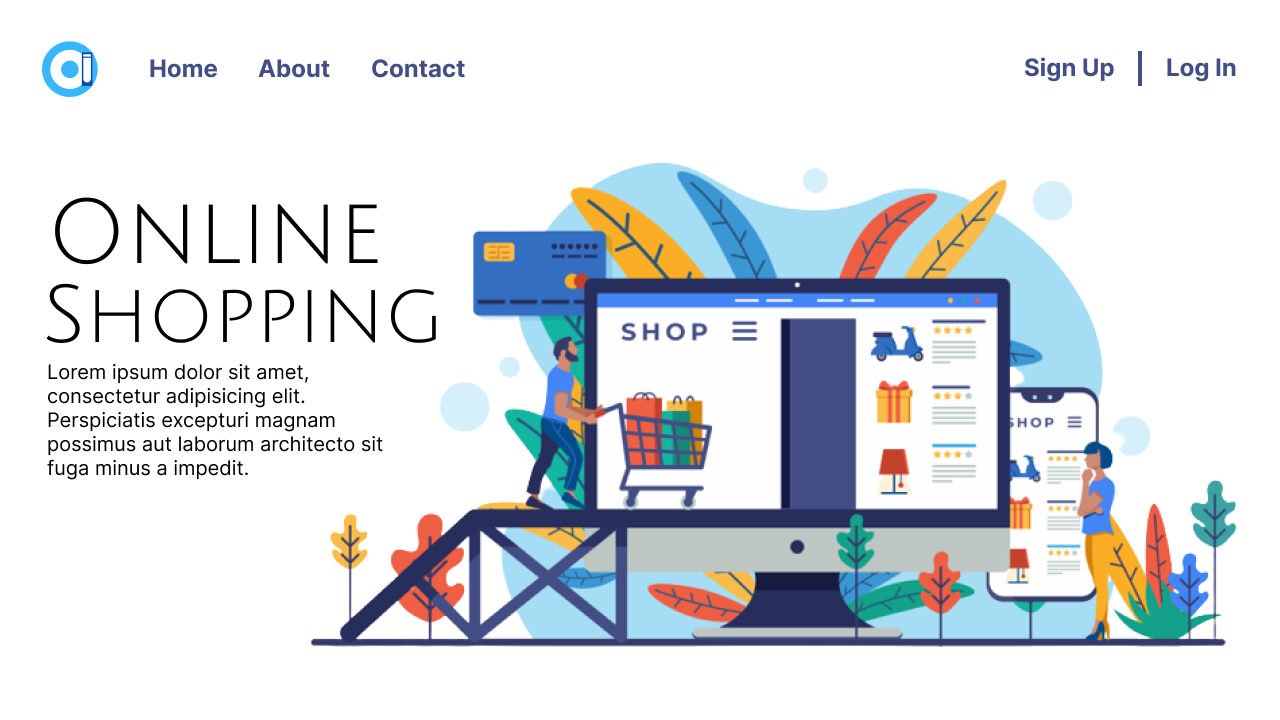 Home About Contact Sign Up Log In
ONLINE
SHOPPING
Lorem ipsum dolor sit amet,
consectetur adipisicing elit.
Perspiciatis excepturi magnam
possimus aut laborum architecto sit
fuga minus a impedit.
SHOP
SHOP